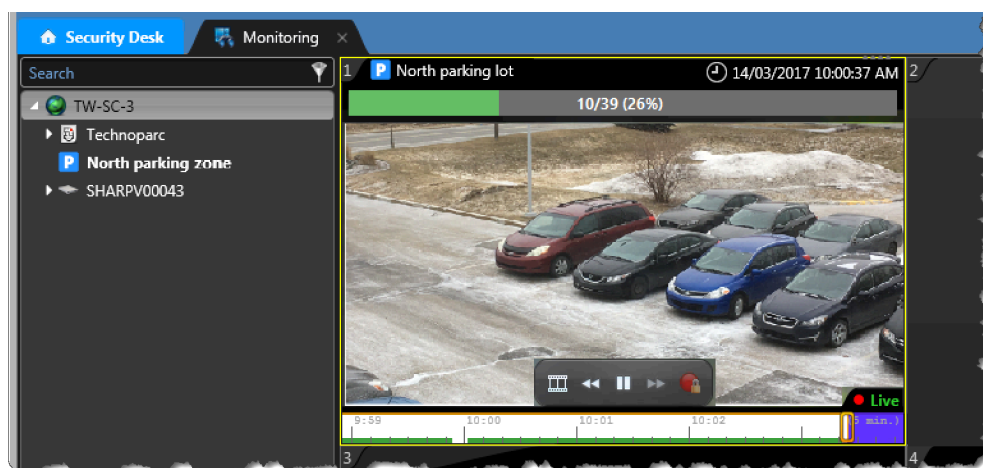 Security Desk
Monitoring
Search
TW-SC-3
Technoparc
P North parking zone
SHARPV00043
1
P North parking lot
14/03/2017 10:00:37 AM
10/39 (26%)
Live
9:59 10:00 10:01 10:02 min.)
2
3
4